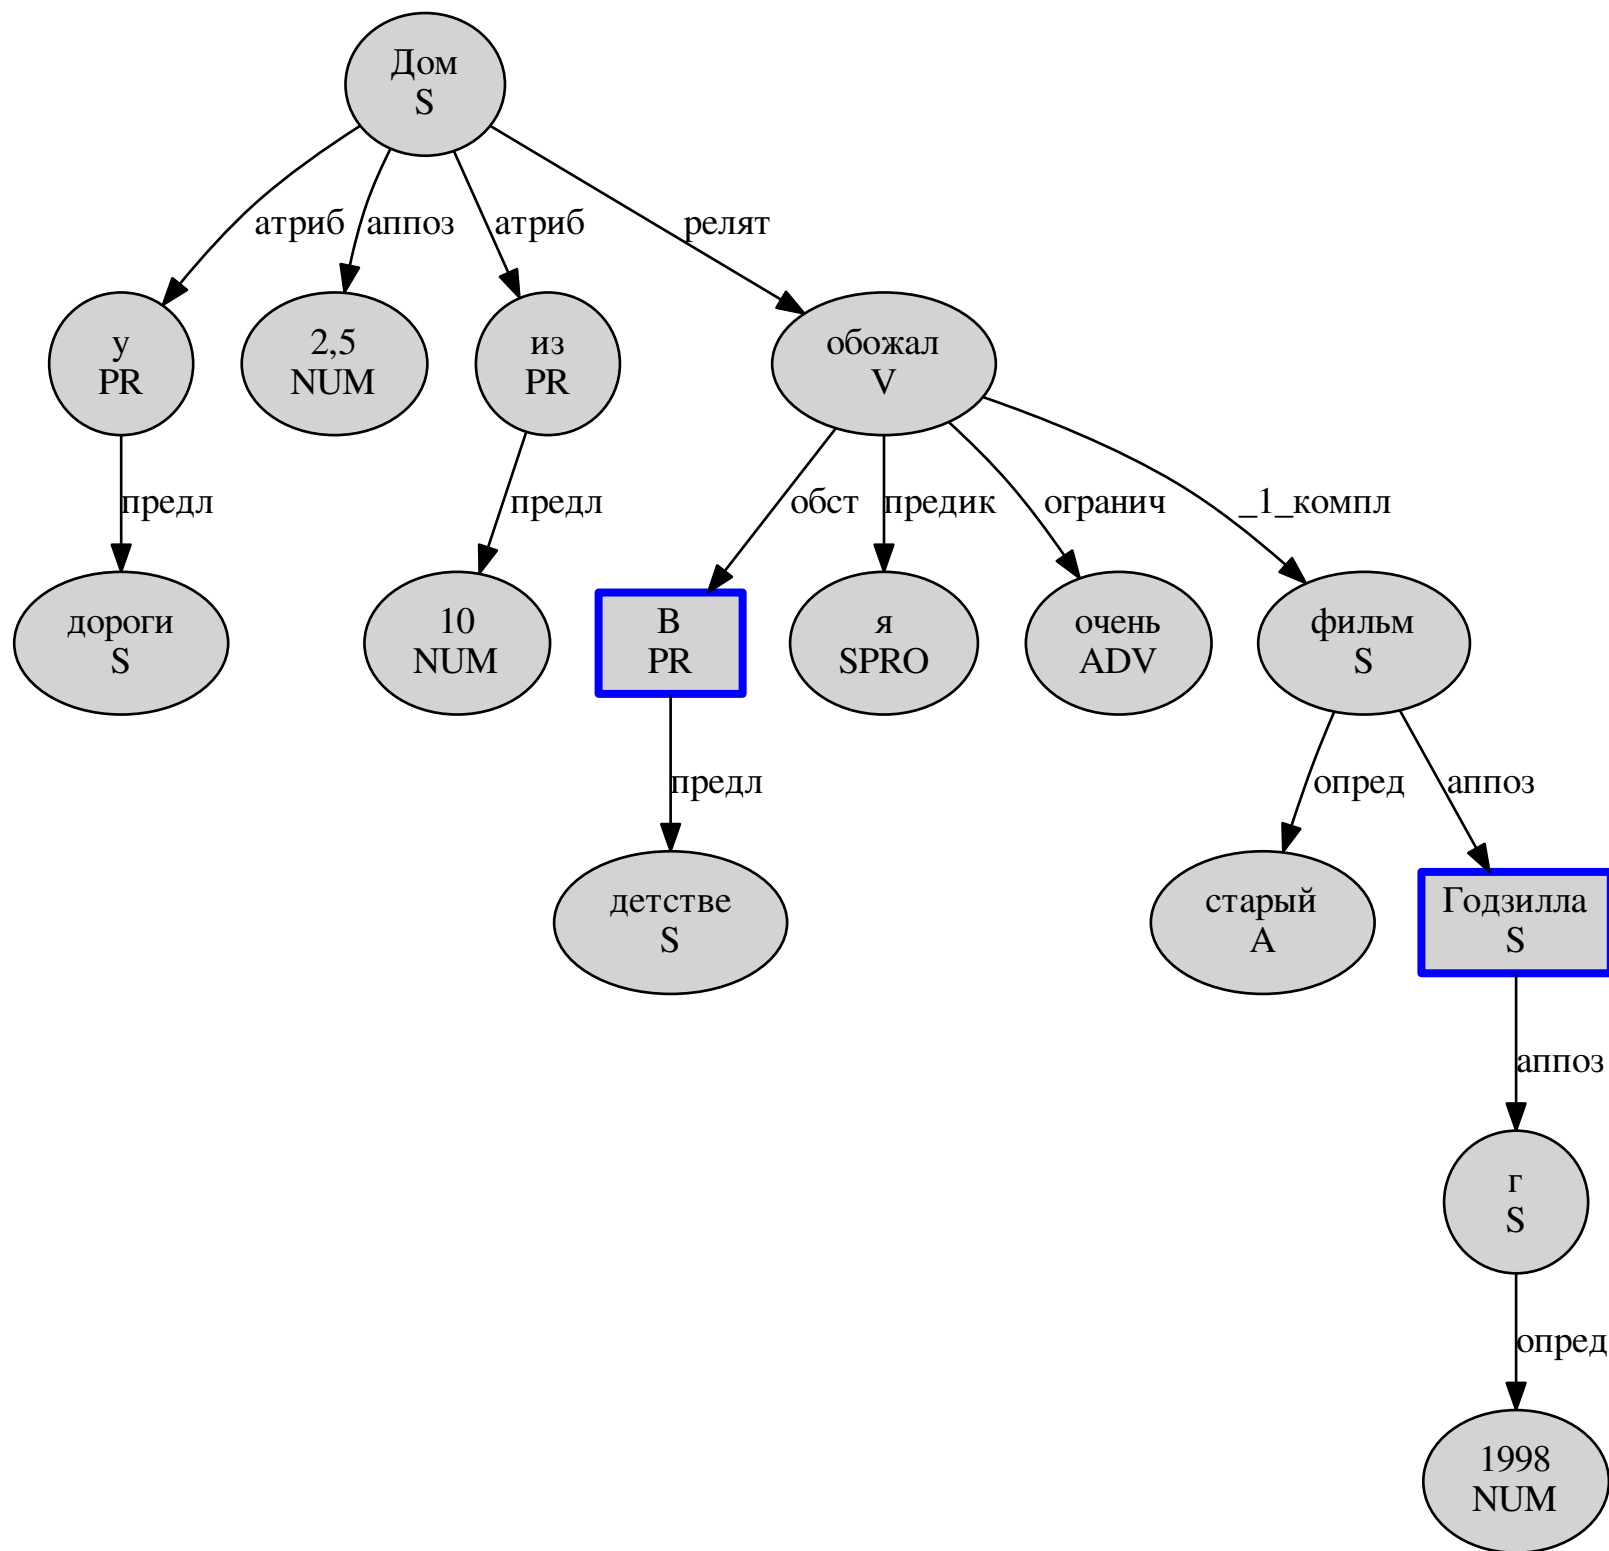 Дом
S
атриб
аппоз
атриб
релят
у
PR
2,5
NUM
из
PR
обожал
V
предл
предл
обст
предик
огранич
_1_компл
дороги
S
10
NUM
В
PR
я
SPRO
очень
ADV
фильм
S
предл
опред
аппоз
детстве
S
старый
A
Годзилла
S
аппоз
г
S
опред
1998
NUM